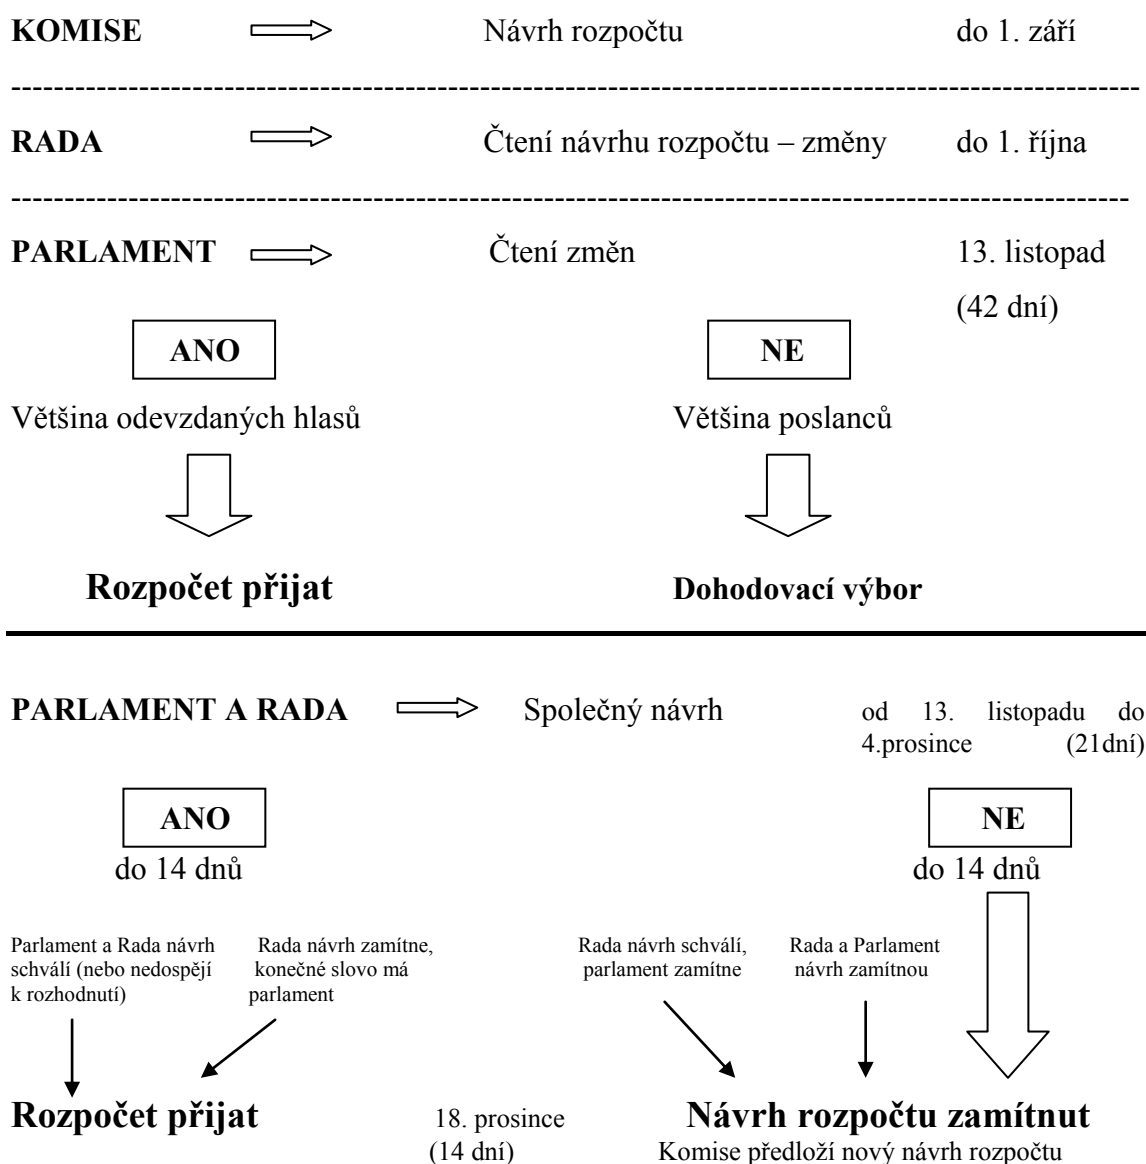 KOMISE Návrh rozpočtu do 1. září
-----------------------------------------------------------------------------------------------------------
RADA Čtení návrhu rozpočtu – změny do 1. října
----------------------------------------------------------------------------------------------------------
PARLAMENT Čtení změn 13. listopad
(42 dní)
ANO NE
Většina odevzdaných hlasů Většina poslanců
Rozpočet přijat Dohodovací výbor
PARLAMENT A RADA Společný návrh od 13. listopadu do
4.prosince (21dní)
ANO NE
do 14 dnů do 14 dnů
Parlament a Rada návrh Rada návrh zamítne, Rada návrh schválí, Rada a Parlament
schválí (nebo nedospějí konečné slovo má parlament zamítne návrh zamítnou
k rozhodnutí) parlament
Rozpočet přijat 18. prosince Návrh rozpočtu zamítnut
(14 dní) Komise předloží nový návrh rozpočtu